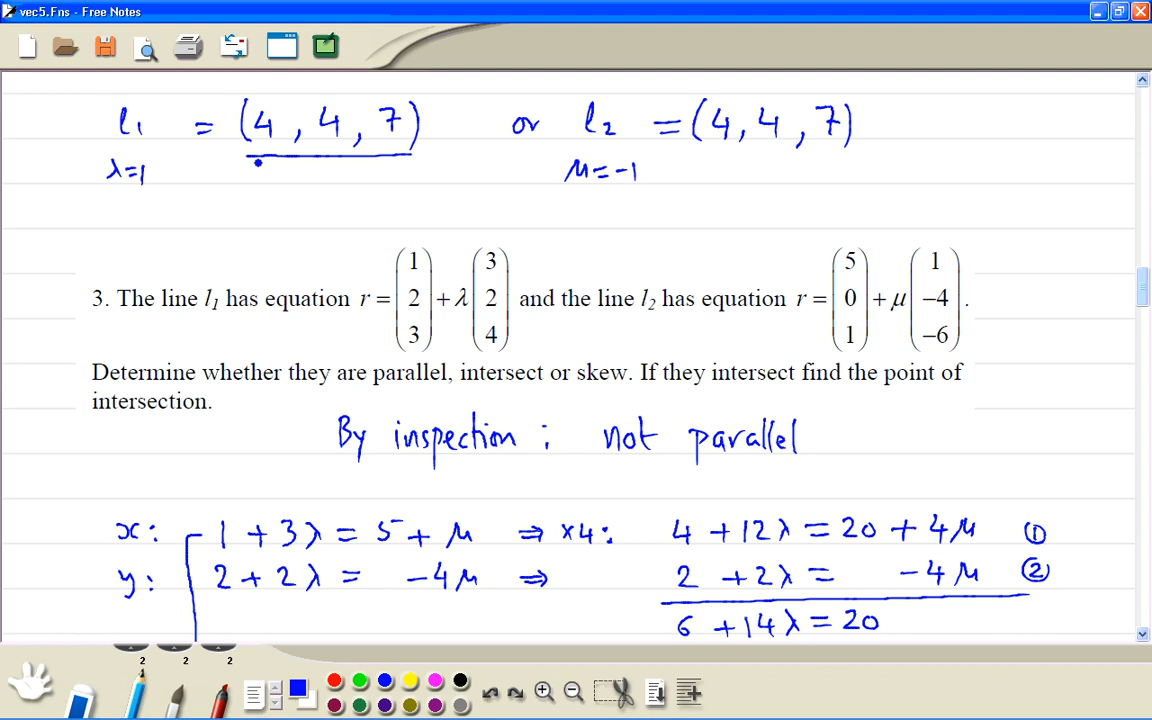 vec5.Fns - Free Notes
l₁ = (4, 4, 7) or l₂ = (4, 4, 7)
λ=1 μ=-1
3. The line l₁ has equation r = (1 2 3) + λ (3 2 4) and the line l₂ has equation r = (5 0 1) + μ (1 −4 −6).
Determine whether they are parallel, intersect or skew. If they intersect find the point of
intersection.
By inspection : not parallel
x: 1 + 3λ = 5 + μ ⇒ ×4: 4 + 12λ = 20 + 4μ ①
y: 2 + 2λ = -4μ ⇒ 2 + 2λ = -4μ ②
6 + 14λ = 20
2 2 2